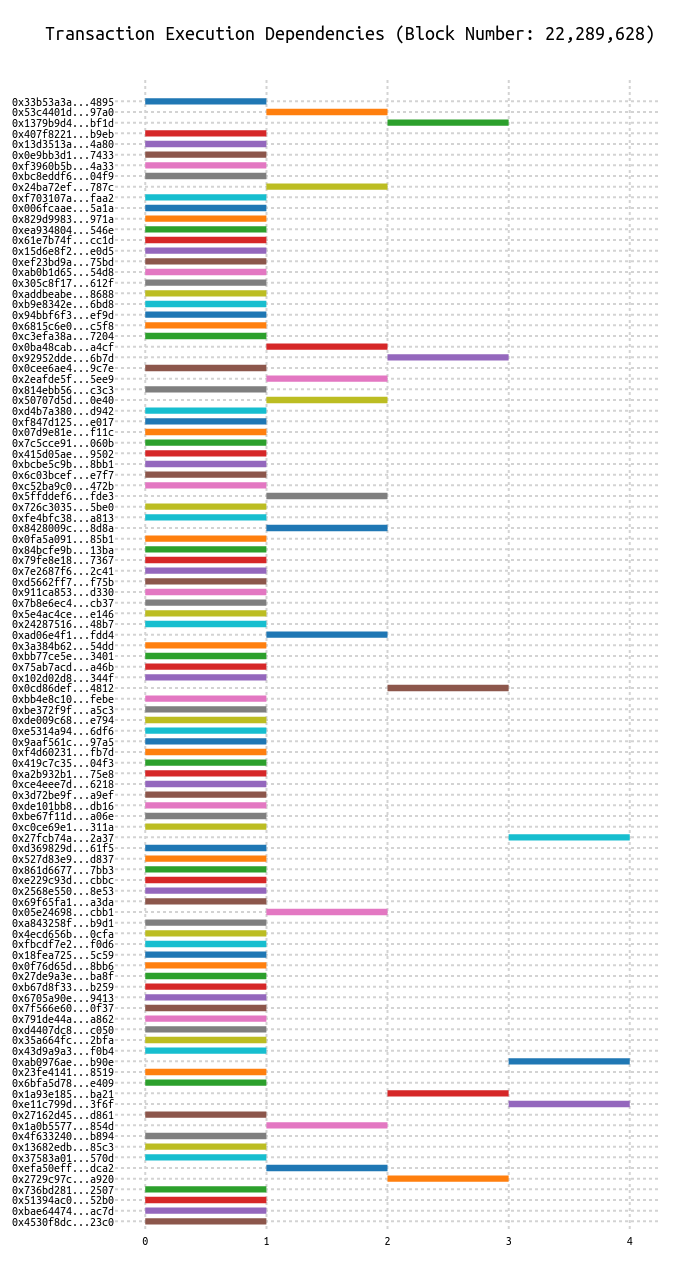 Transaction Execution Dependencies (Block Number: 22,289,628)
0x33b53a3a...4895
0x53c4401d...97a0
0x1379b9d4...bf1d
0x407f8221...b9eb
0x13d3513a...4a80
0x0e9bb3d1...7433
0xf3960b5b...4a33
0xbc8eddf6...04f9
0x24ba72ef...787c
0xf703107a...faa2
0x006fcaae...5a1a
0x829d9983...971a
0xea934804...546e
0x61e7b74f...cc1d
0x15d6e8f2...e0d5
0xef23bd9a...75bd
0xab0b1d65...54d8
0x305c8f17...612f
0xaddbeabe...8688
0xb9e8342e...6bd8
0x94bbf6f3...ef9d
0x6815c6e0...c5f8
0xc3efa38a...7204
0x0ba48cab...a4cf
0x92952dde...6b7d
0x0cee6ae4...9c7e
0x2eafde5f...5ee9
0x814ebb56...c3c3
0x50707d5d...0e40
0xd4b7a380...d942
0xf847d125...e017
0x07d9e81e...f11c
0x7c5cce91...060b
0x415d05ae...9502
0xbcbe5c9b...8bb1
0x6c03bcef...e7f7
0xc52ba9c0...472b
0x5ffddef6...fde3
0x726c3035...5be0
0xfe4bfc38...a813
0x8428009c...8d8a
0x0fa5a091...85b1
0x84bcfe9b...13ba
0x79fe8e18...7367
0x7e2687f6...2c41
0xd5662ff7...f75b
0x911ca853...d330
0x7b8e6ec4...cb37
0x5e4ac4ce...e146
0x24287516...48b7
0xad06e4f1...fdd4
0x3a384b62...54dd
0xbb77ce5e...3401
0x75ab7acd...a46b
0x102d02d8...344f
0x0cd86def...4812
0xbb4e8c10...febe
0xbe372f9f...a5c3
0xde009c68...e794
0xe5314a94...6df6
0x9aaf561c...97a5
0xf4d60231...fb7d
0x419c7c35...04f3
0xa2b932b1...75e8
0xce4eee7d...6218
0x3d72be9f...a9ef
0xde101bb8...db16
0xbe67f11d...a06e
0xc0ce69e1...311a
0x27fcb74a...2a37
0xd369829d...61f5
0x527d83e9...d837
0x861d6677...7bb3
0xe229c93d...cbbc
0x2568e550...8e53
0x69f65fa1...a3da
0x05e24698...cbb1
0xa843258f...b9d1
0x4ecd656b...0cfa
0xfbcdf7e2...f0d6
0x18fea725...5c59
0x0f76d65d...8bb6
0x27de9a3e...ba8f
0xb67d8f33...b259
0x6705a90e...9413
0x7f566e60...0f37
0x791de44a...a862
0xd4407dc8...c050
0x35a664fc...2bfa
0x43d9a9a3...f0b4
0xab0976ae...b90e
0x23fe4141...8519
0x6bfa5d78...e409
0x1a93e185...ba21
0xe11c799d...3f6f
0x27162d45...d861
0x1a0b5577...854d
0x4f633240...b894
0x13682edb...85c3
0x37583a01...570d
0xefa50eff...dca2
0x2729c97c...a920
0x736bd281...2507
0x51394ac0...52b0
0xbae64474...ac7d
0x4530f8dc...23c0
0 1 2 3 4